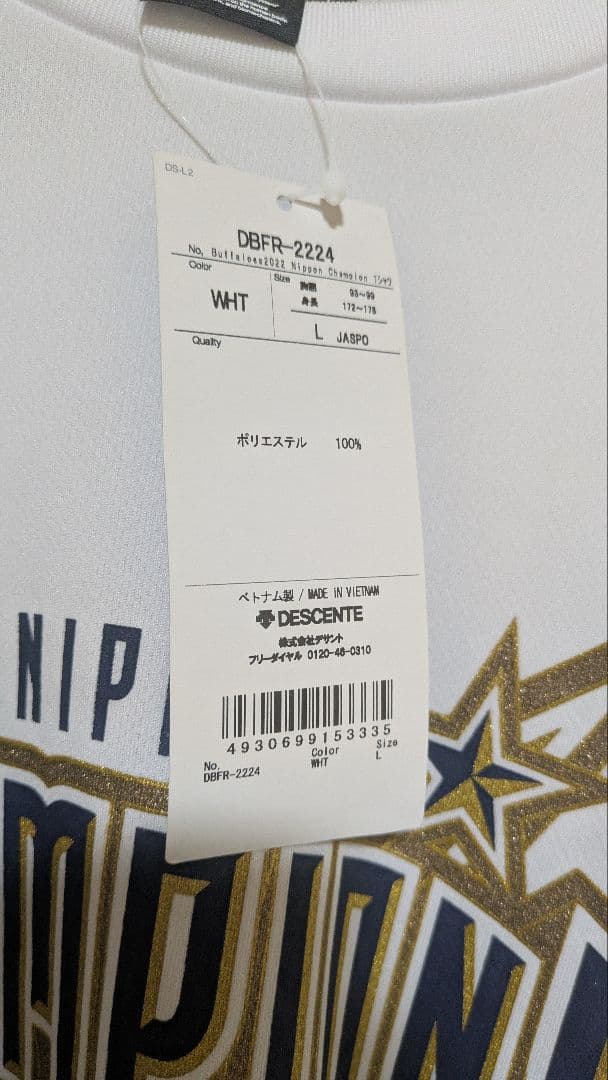 DS-L2
DBFR-2224
No. Buffaloes2022 Nippon Champion Tシャツ
Color
WHT
Size
胸囲 93~99
身長 172~178
L JASPO
Quality
ポリエステル 100%
ベトナム製 / MADE IN VIETNAM
DESCENTE
株式会社デサント
フリーダイヤル 0120-46-0310
4930699153335
No. Color Size
DBFR-2224 WHT L
NIP
MPION